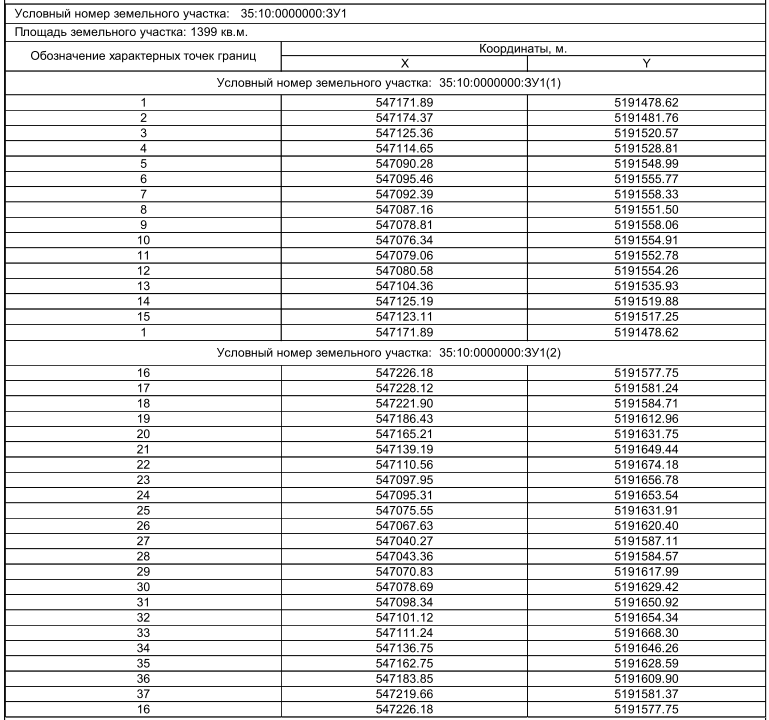 Условный номер земельного участка: 35:10:0000000:ЗУ1
Площадь земельного участка: 1399 кв.м.
Обозначение характерных точек границ
Координаты, м.
X Y
Условный номер земельного участка: 35:10:0000000:ЗУ1(1)
1 547171.89 5191478.62
2 547174.37 5191481.76
3 547125.36 5191520.57
4 547114.65 5191528.81
5 547090.28 5191548.99
6 547095.46 5191555.77
7 547092.39 5191558.33
8 547087.16 5191551.50
9 547078.81 5191558.06
10 547076.34 5191554.91
11 547079.06 5191552.78
12 547080.58 5191554.26
13 547104.36 5191535.93
14 547125.19 5191519.88
15 547123.11 5191517.25
1 547171.89 5191478.62
Условный номер земельного участка: 35:10:0000000:ЗУ1(2)
16 547226.18 5191577.75
17 547228.12 5191581.24
18 547221.90 5191584.71
19 547186.43 5191612.96
20 547165.21 5191631.75
21 547139.19 5191649.44
22 547110.56 5191674.18
23 547097.95 5191656.78
24 547095.31 5191653.54
25 547075.55 5191631.91
26 547067.63 5191620.40
27 547040.27 5191587.11
28 547043.36 5191584.57
29 547070.83 5191617.99
30 547078.69 5191629.42
31 547098.34 5191650.92
32 547101.12 5191654.34
33 547111.24 5191668.30
34 547136.75 5191646.26
35 547162.75 5191628.59
36 547183.85 5191609.90
37 547219.66 5191581.37
16 547226.18 5191577.75